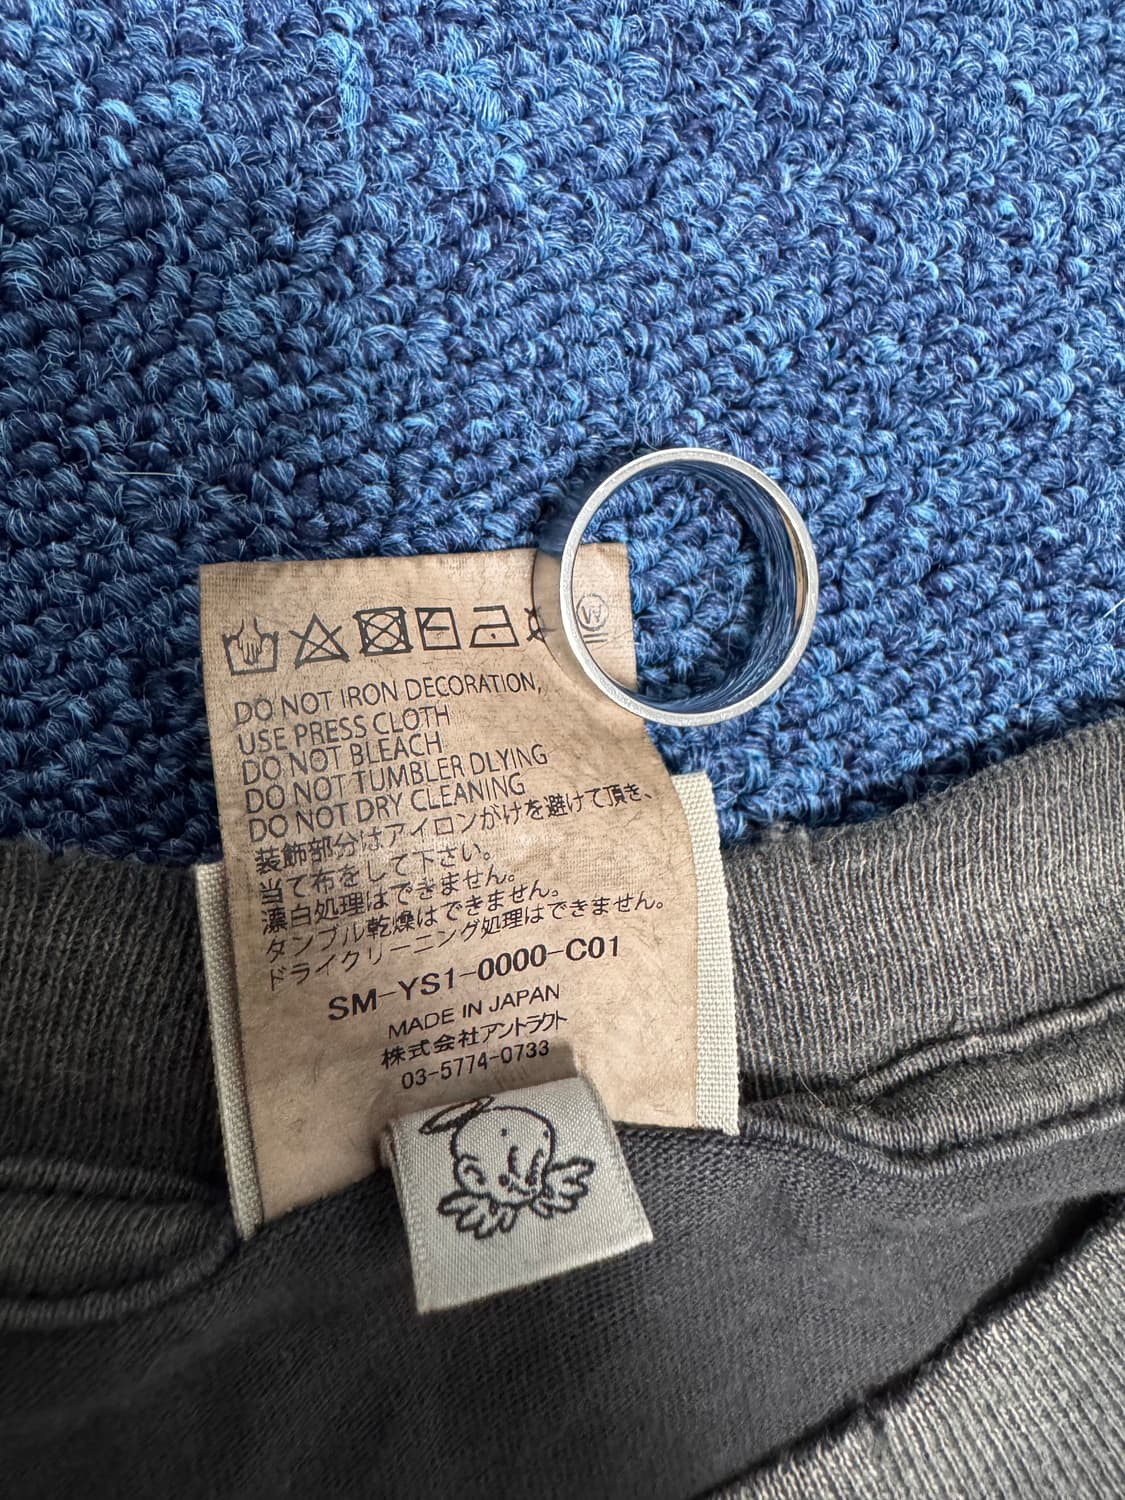 DO NOT IRON DECORATION,
USE PRESS CLOTH
DO NOT BLEACH
DO NOT TUMBLER DLYING
DO NOT DRY CLEANING
装飾部分はアイロンがけを避けて頂き、
当て布をして下さい。
漂白処理はできません。
タンブル乾燥はできません。
ドライクリーニング処理はできません。
SM-YS1-0000-C01
MADE IN JAPAN
株式会社アントラクト
03-5774-0733